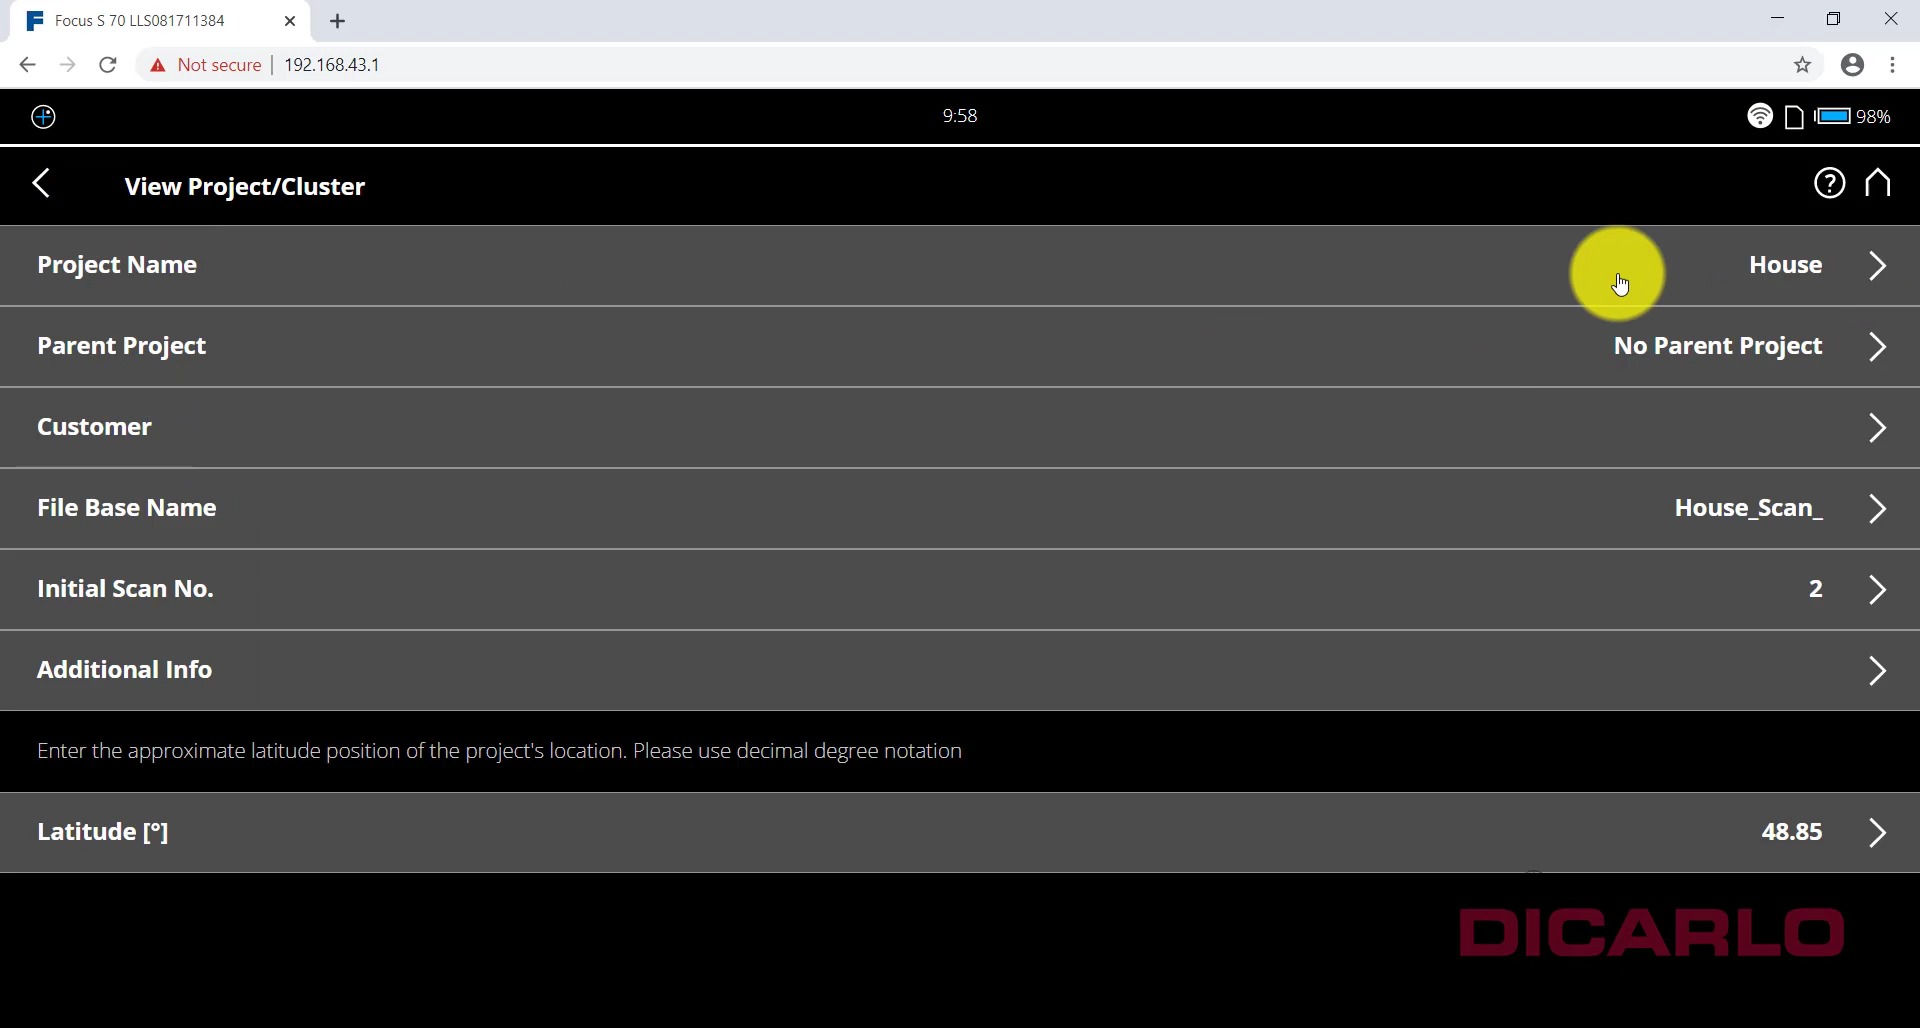 Focus S 70 LLS081711384
Not secure 192.168.43.1
9:58
98%
View Project/Cluster
Project Name House
Parent Project No Parent Project
Customer
File Base Name House_Scan_
Initial Scan No. 2
Additional Info
Enter the approximate latitude position of the project's location. Please use decimal degree notation
Latitude [°] 48.85
DICARLO